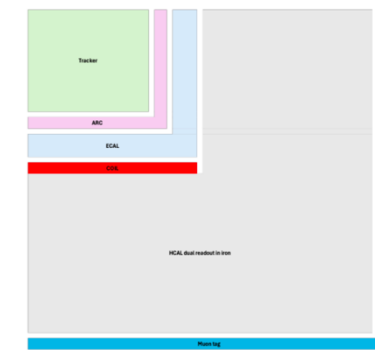 Tracker
ARC
ECAL
COIL
HCAL dual readout in iron
Muon tag